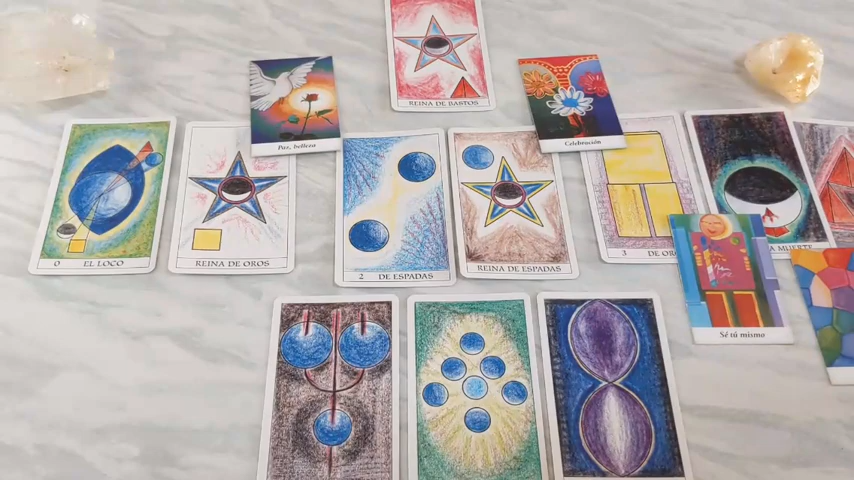 REINA DE BASTOS
Paz, belleza
Celebración
0 EL LOCO
REINA DE OROS
2 DE ESPADAS
REINA DE ESPADAS
3 DE
MUERTE
Sé tú mismo